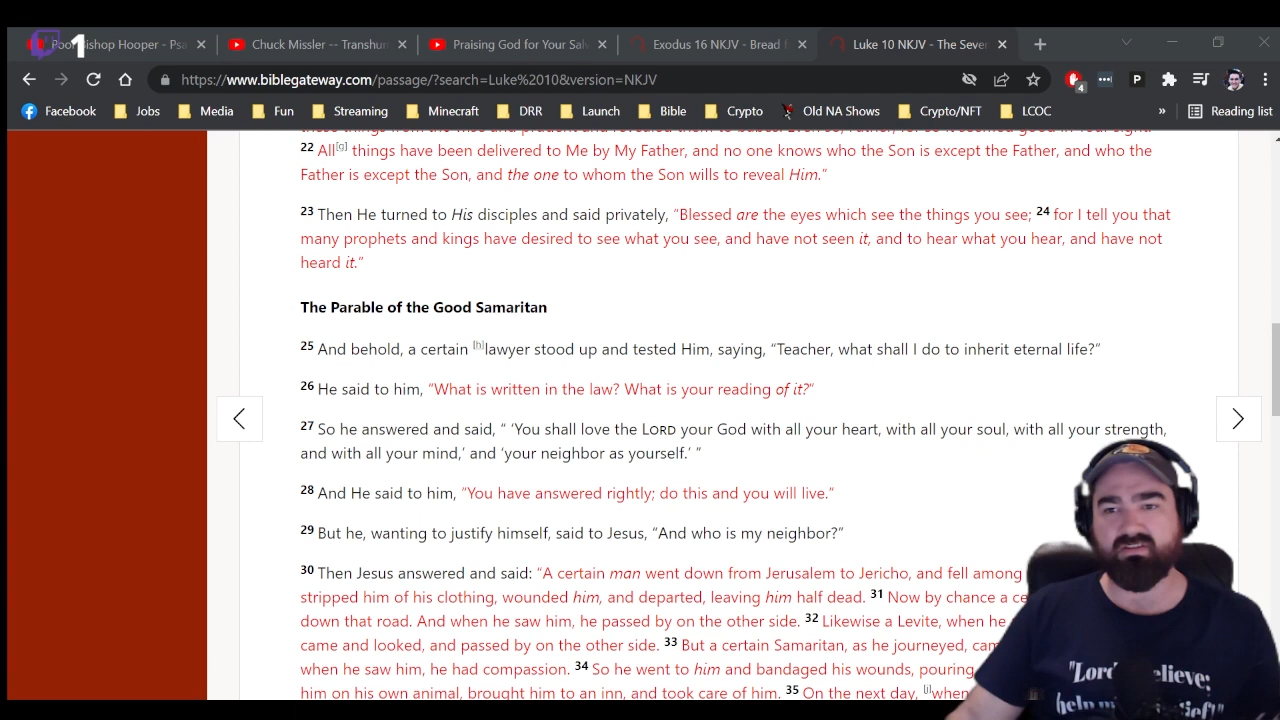 1
Bishop Hooper - Psa
Chuck Missler -- Transhur
Praising God for Your Sal
Exodus 16 NKJV - Bread f
Luke 10 NKJV - The Seve
https://www.biblegateway.com/passage/?search=Luke%2010&version=NKJV
4
P
Facebook Jobs Media Fun Streaming Minecraft DRR Launch Bible Crypto Old NA Shows Crypto/NFT LCOC » Reading list
22 All[g] things have been delivered to Me by My Father, and no one knows who the Son is except the Father, and who the
Father is except the Son, and the one to whom the Son wills to reveal Him.”
23 Then He turned to His disciples and said privately, “Blessed are the eyes which see the things you see; 24 for I tell you that
many prophets and kings have desired to see what you see, and have not seen it, and to hear what you hear, and have not
heard it.”
The Parable of the Good Samaritan
25 And behold, a certain [h]lawyer stood up and tested Him, saying, “Teacher, what shall I do to inherit eternal life?”
26 He said to him, “What is written in the law? What is your reading of it?”
27 So he answered and said, “ ‘You shall love the LORD your God with all your heart, with all your soul, with all your strength,
and with all your mind,’ and ‘your neighbor as yourself.’ ”
28 And He said to him, “You have answered rightly; do this and you will live.”
29 But he, wanting to justify himself, said to Jesus, “And who is my neighbor?”
30 Then Jesus answered and said: “A certain man went down from Jerusalem to Jericho, and fell among
stripped him of his clothing, wounded him, and departed, leaving him half dead. 31 Now by chance a ce
down that road. And when he saw him, he passed by on the other side. 32 Likewise a Levite, when he
came and looked, and passed by on the other side. 33 But a certain Samaritan, as he journeyed, cam
when he saw him, he had compassion. 34 So he went to him and bandaged his wounds, pouring
him on his own animal, brought him to an inn, and took care of him. 35 On the next day, [j]when
"Lord elieve;
help